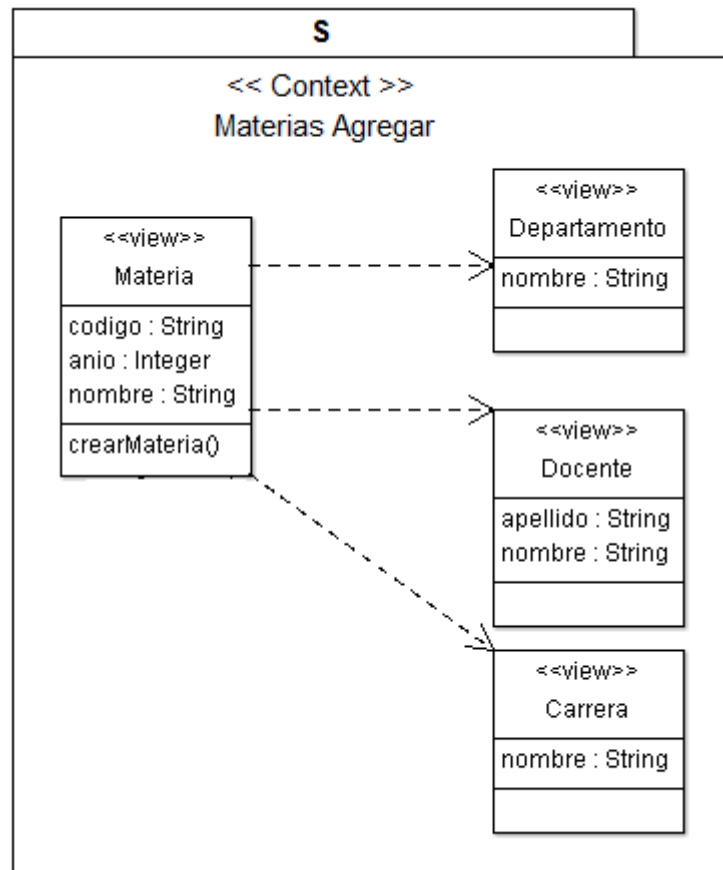 S
<< Context >>
Materias Agregar
<<view>>
Materia
codigo : String
anio : Integer
nombre : String
crearMateria()
<<view>>
Departamento
nombre : String
<<view>>
Docente
apellido : String
nombre : String
<<view>>
Carrera
nombre : String